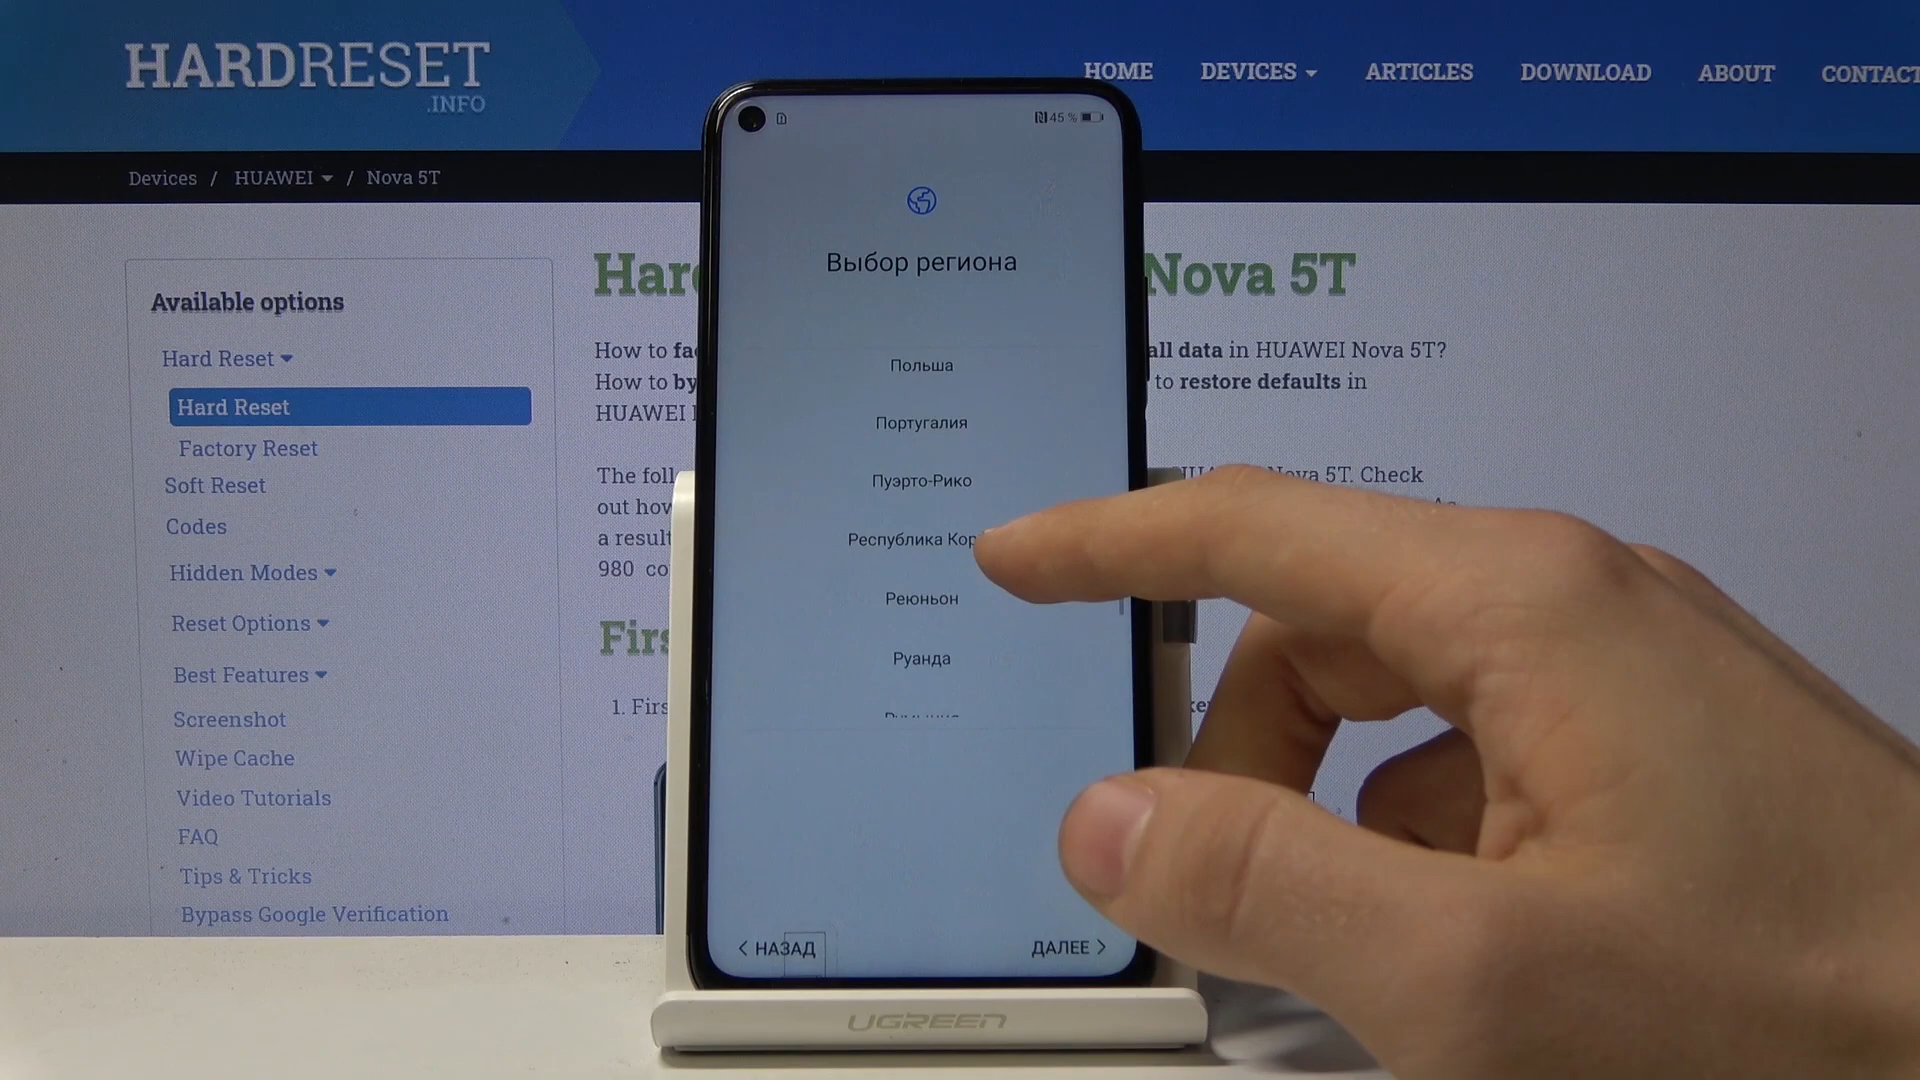 HARDRESET
.INFO
HOME DEVICES ARTICLES DOWNLOAD ABOUT CONTACT
Devices / HUAWEI / Nova 5T
Available options
Hard Reset
Hard Reset
Factory Reset
Soft Reset
Codes
Hidden Modes
Reset Options
Best Features
Screenshot
Wipe Cache
Video Tutorials
FAQ
Tips & Tricks
Bypass Google Verification
Nova 5T
How to
all data in HUAWEI Nova 5T?
How to by
to restore defaults in
HUAWEI
The foll
Nova 5T. Check
out how
a result
980 co
1. Firs
45 %
Выбор региона
Польша
Португалия
Пуэрто-Рико
Республика
Реюньон
Руанда
< НАЗАД
ДАЛЕЕ >
UGREEN